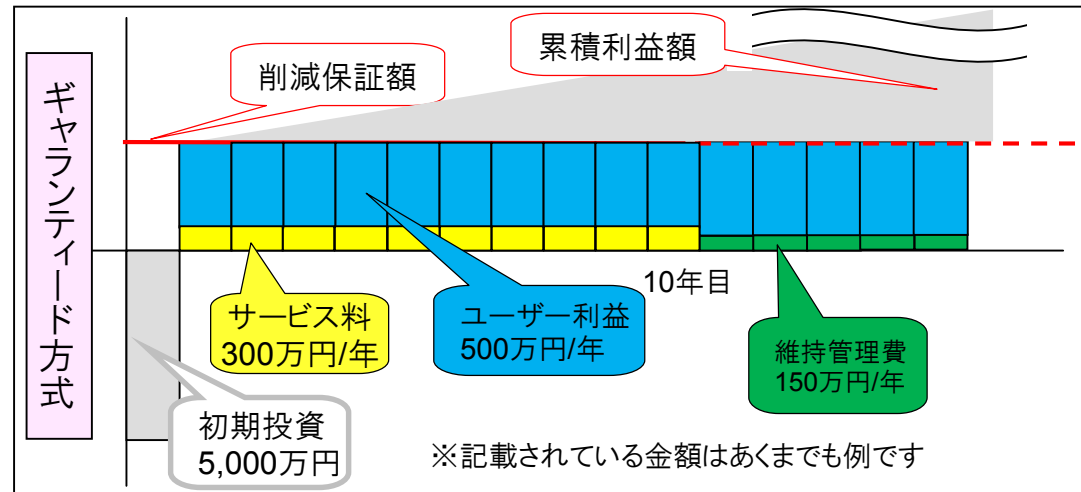 ギャランティード方式
削減保証額
累積利益額
10年目
サービス料
300万円/年
ユーザー利益
500万円/年
維持管理費
150万円/年
初期投資
5,000万円
※記載されている金額はあくまでも例です